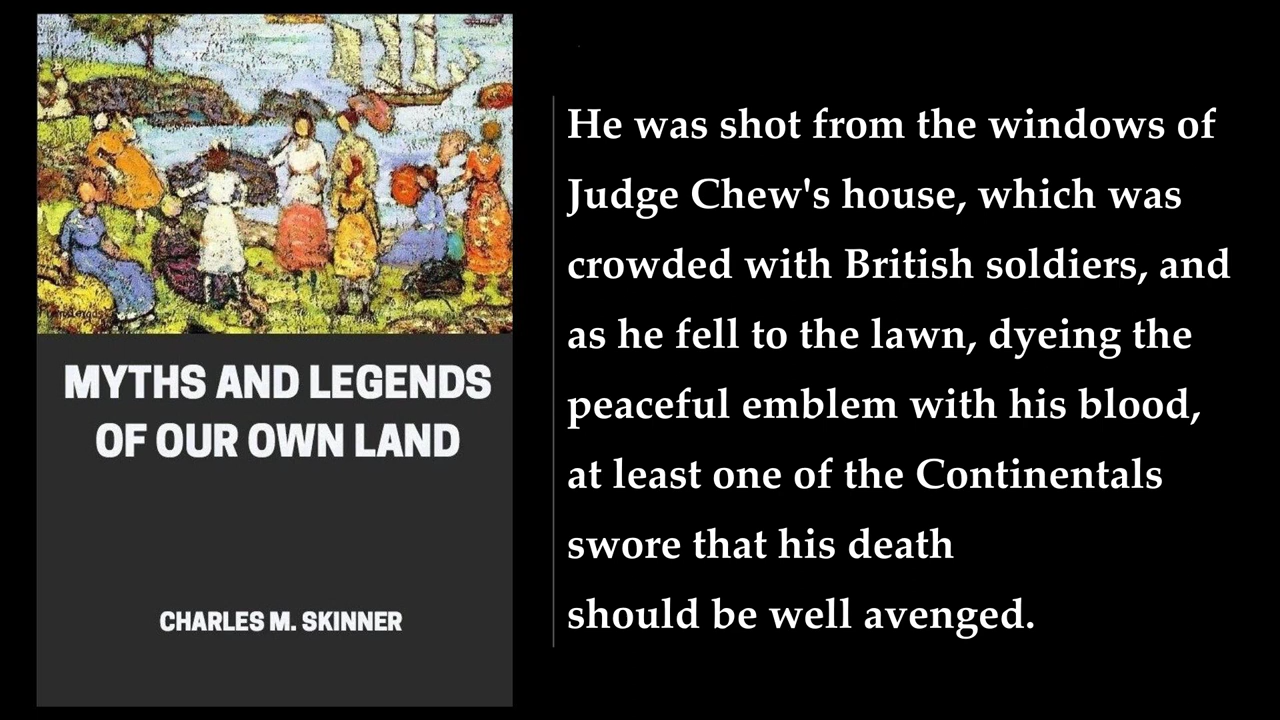 MYTHS AND LEGENDS
OF OUR OWN LAND
CHARLES M. SKINNER
He was shot from the windows of
Judge Chew's house, which was
crowded with British soldiers, and
as he fell to the lawn, dyeing the
peaceful emblem with his blood,
at least one of the Continentals
swore that his death
should be well avenged.